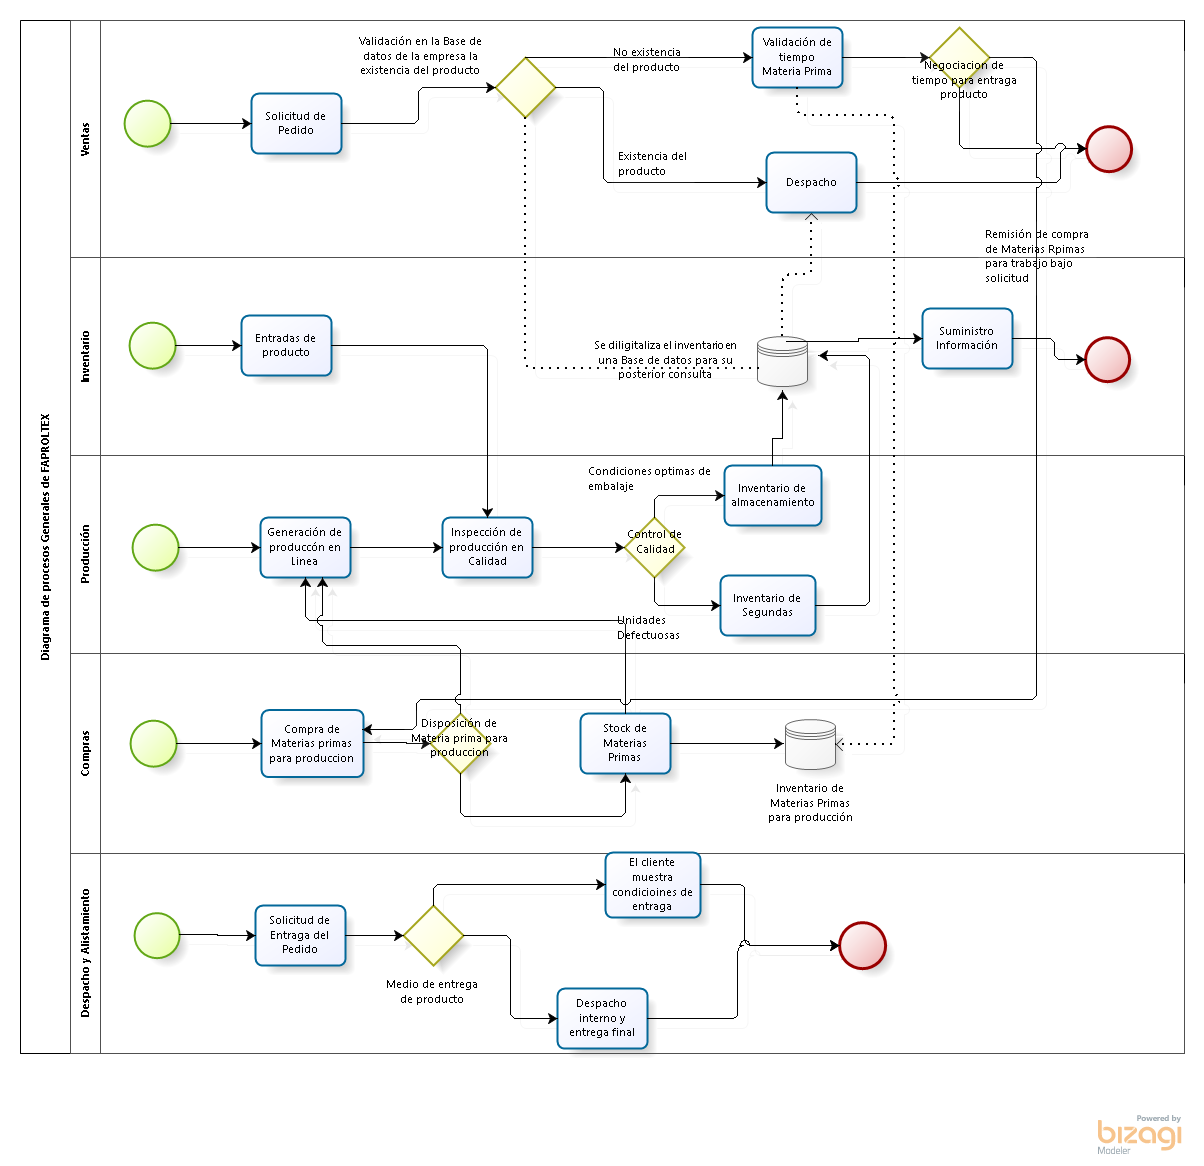 Diagrama de procesos Generales de FAPROLTEX
Ventas
Validación en la Base de
datos de la empresa la
existencia del producto
Solicitud de
Pedido
No existencia
del producto
Validación de
tiempo
Materia Prima
Negociacion de
tiempo para entraga
producto
Existencia del
producto
Despacho
Remisión de compra
de Materias Rpimas
para trabajo bajo
solicitud
Inventario
Entradas de
producto
Se diligitaliza el inventario en
una Base de datos para su
posterior consulta
Suministro
Información
Producción
Generación de
produccón en
Linea
Inspección de
producción en
Calidad
Control de
Calidad
Condiciones optimas de
embalaje
Inventario de
almacenamiento
Inventario de
Segundas
Unidades
Defectuosas
Compras
Compra de
Materias primas
para produccion
Disposición de
Materia prima para
produccion
Stock de
Materias
Primas
Inventario de
Materias Primas
para producción
Despacho y Alistamiento
Solicitud de
Entraga del
Pedido
Medio de entrega
de producto
El cliente
muestra
condicioines de
entraga
Despacho
interno y
entrega final
Powered by
bizagi
Modeler